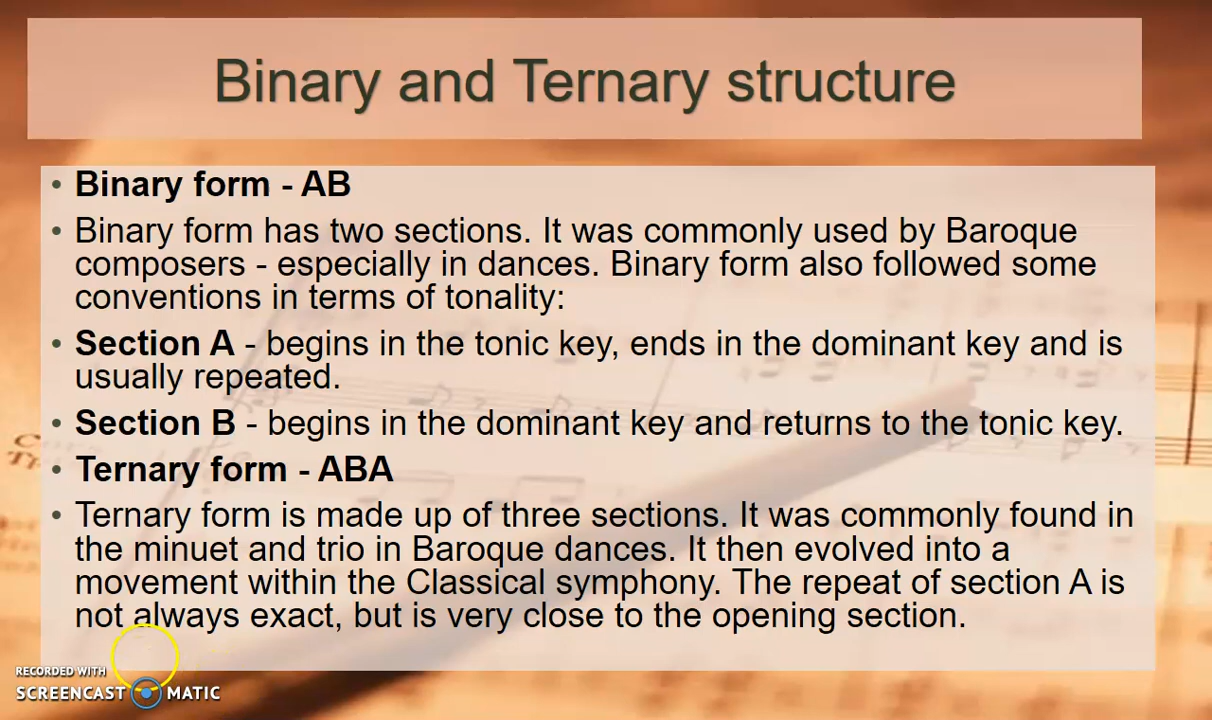 Binary and Ternary structure
• Binary form - AB
• Binary form has two sections. It was commonly used by Baroque
composers - especially in dances. Binary form also followed some
conventions in terms of tonality:
• Section A - begins in the tonic key, ends in the dominant key and is
usually repeated.
• Section B - begins in the dominant key and returns to the tonic key.
• Ternary form - ABA
• Ternary form is made up of three sections. It was commonly found in
the minuet and trio in Baroque dances. It then evolved into a
movement within the Classical symphony. The repeat of section A is
not always exact, but is very close to the opening section.
RECORDED WITH
SCREENCAST MATIC